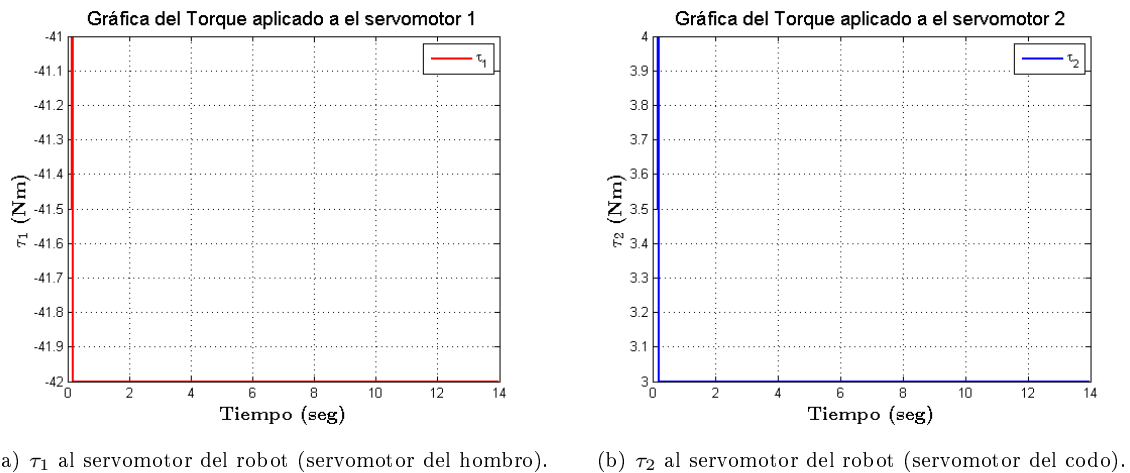 Gráfica del Torque aplicado a el servomotor 1
-41
-41.1
-41.2
-41.3
-41.4
-41.5
-41.6
-41.7
-41.8
-41.9
-42
τ1 (Nm)
τ1
0 2 4 6 8 10 12 14
Tiempo (seg)
a) τ1 al servomotor del robot (servomotor del hombro).
Gráfica del Torque aplicado a el servomotor 2
4
3.9
3.8
3.7
3.6
3.5
3.4
3.3
3.2
3.1
3
τ2 (Nm)
τ2
0 2 4 6 8 10 12 14
Tiempo (seg)
(b) τ2 al servomotor del robot (servomotor del codo).